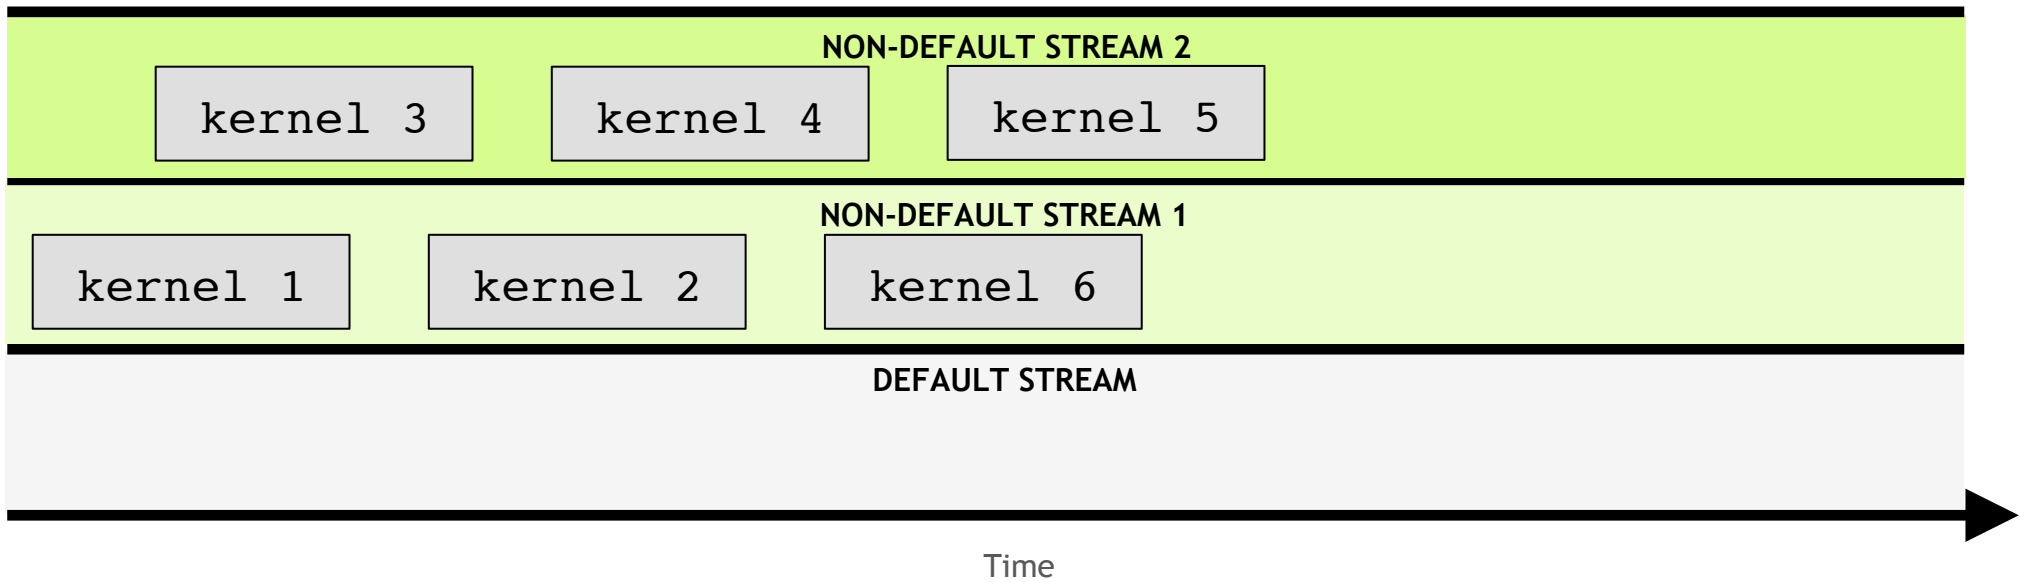 NON-DEFAULT STREAM 2
kernel 3 kernel 4 kernel 5
NON-DEFAULT STREAM 1
kernel 1 kernel 2 kernel 6
DEFAULT STREAM
Time